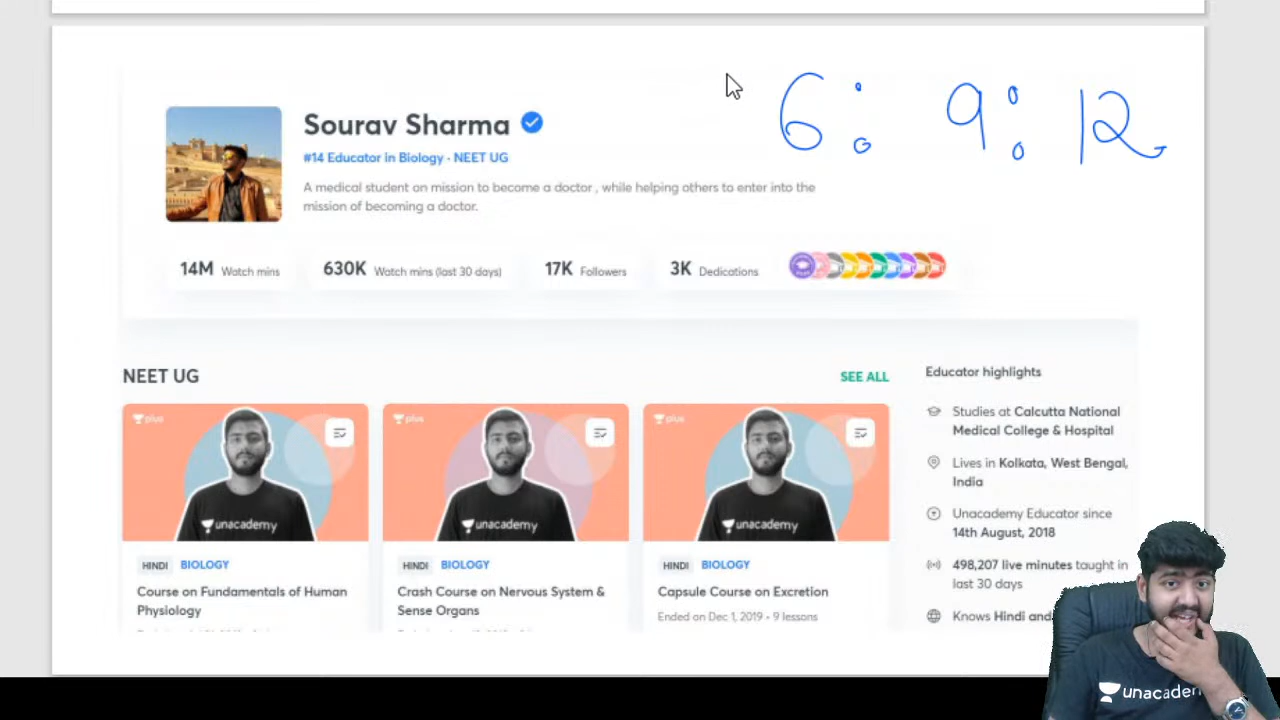 Sourav Sharma
6 : 9 : 12
#14 Educator in Biology · NEET UG
A medical student on mission to become a doctor , while helping others to enter into the
mission of becoming a doctor.
14M Watch mins
630K Watch mins (last 30 days)
17K Followers
3K Dedications
NEET UG
SEE ALL
plus
unacademy
HINDI BIOLOGY
Course on Fundamentals of Human
Physiology
plus
unacademy
HINDI BIOLOGY
Crash Course on Nervous System &
Sense Organs
plus
unacademy
HINDI BIOLOGY
Capsule Course on Excretion
Ended on Dec 1, 2019 • 9 lessons
Educator highlights
Studies at Calcutta National
Medical College & Hospital
Lives in Kolkata, West Bengal,
India
Unacademy Educator since
14th August, 2018
498,207 live minutes taught in
last 30 days
Knows Hindi and
unacadem